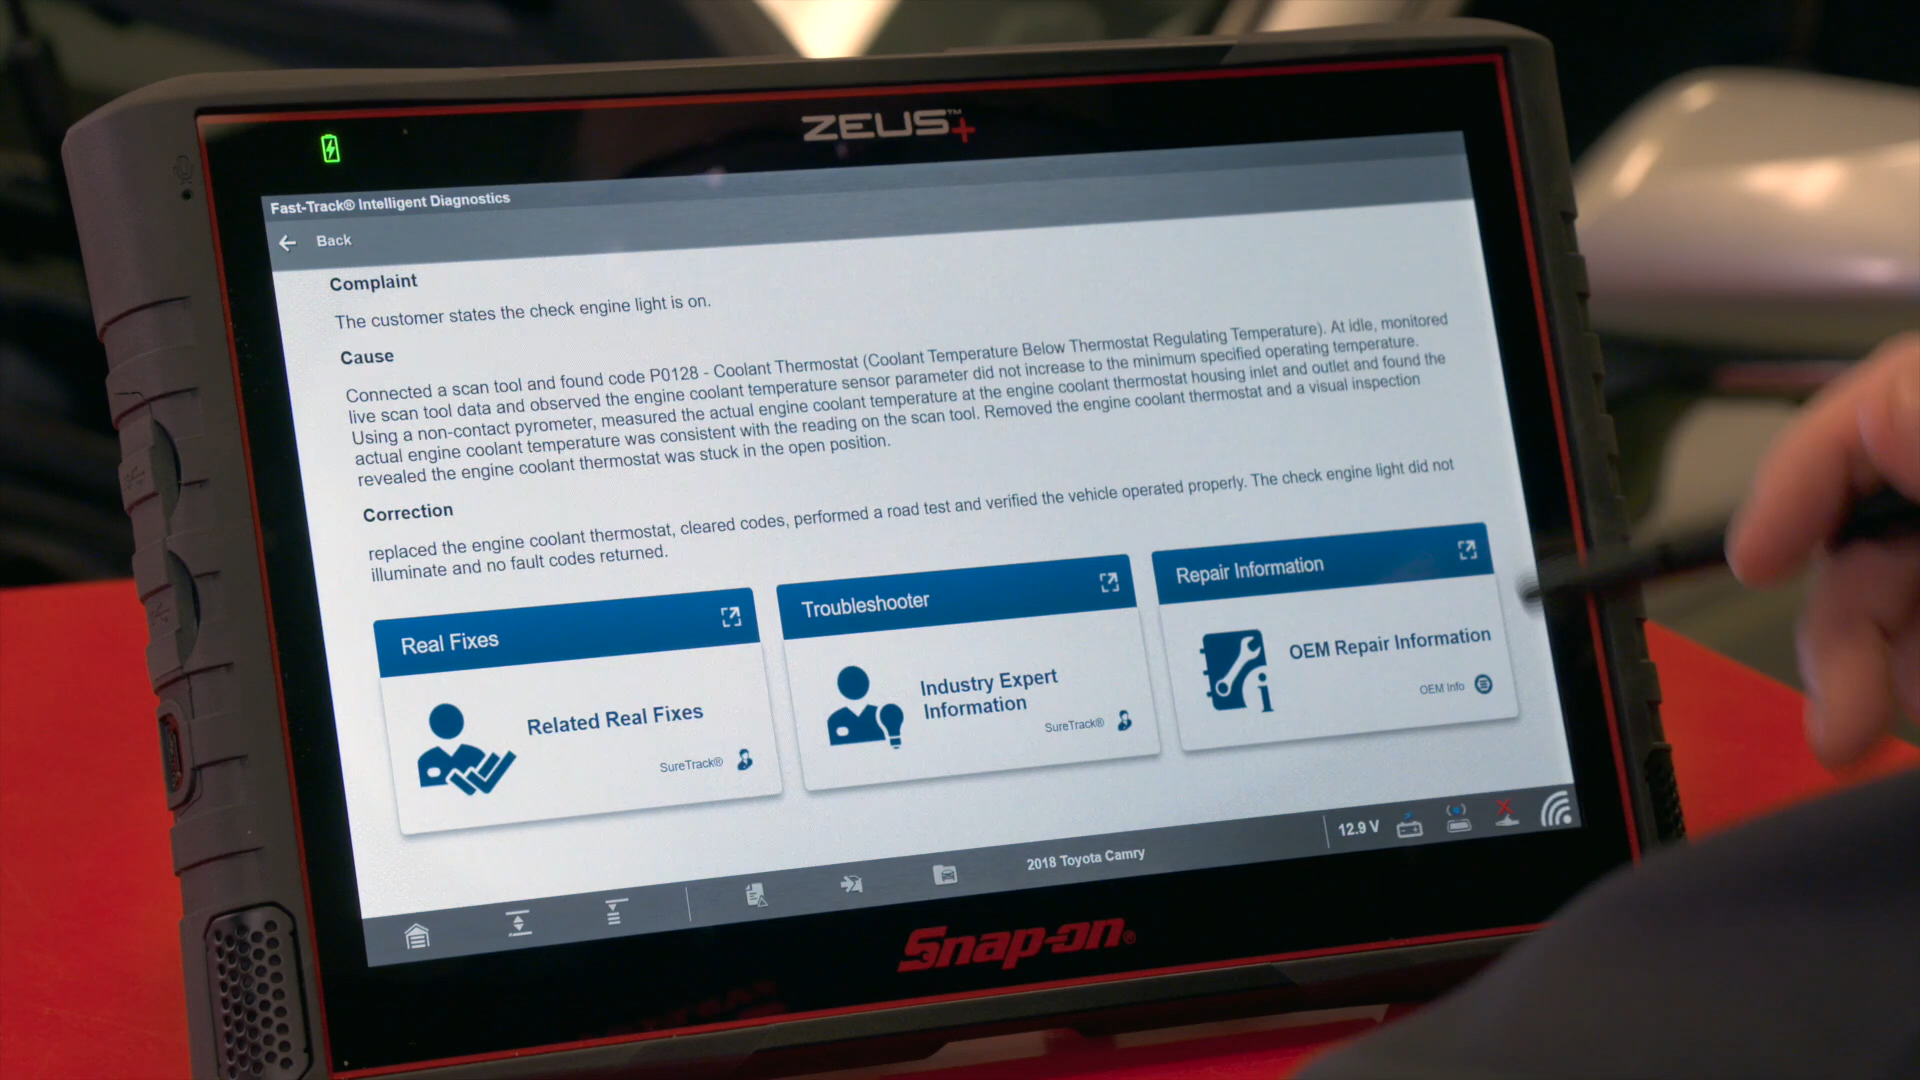 ZEUS™+
Fast-Track® Intelligent Diagnostics
Back
Complaint
The customer states the check engine light is on.
Cause
Connected a scan tool and found code P0128 - Coolant Thermostat (Coolant Temperature Below Thermostat Regulating Temperature). At idle, monitored
live scan tool data and observed the engine coolant temperature sensor parameter did not increase to the minimum specified operating temperature.
Using a non-contact pyrometer, measured the actual engine coolant temperature at the engine coolant thermostat housing inlet and outlet and found the
actual engine coolant temperature was consistent with the reading on the scan tool. Removed the engine coolant thermostat and a visual inspection
revealed the engine coolant thermostat was stuck in the open position.
Correction
replaced the engine coolant thermostat, cleared codes, performed a road test and verified the vehicle operated properly. The check engine light did not
illuminate and no fault codes returned.
Real Fixes
Related Real Fixes
SureTrack®
Troubleshooter
Industry Expert
Information
SureTrack®
Repair Information
OEM Repair Information
OEM Info
2018 Toyota Camry
12.9 V
Snap-on®